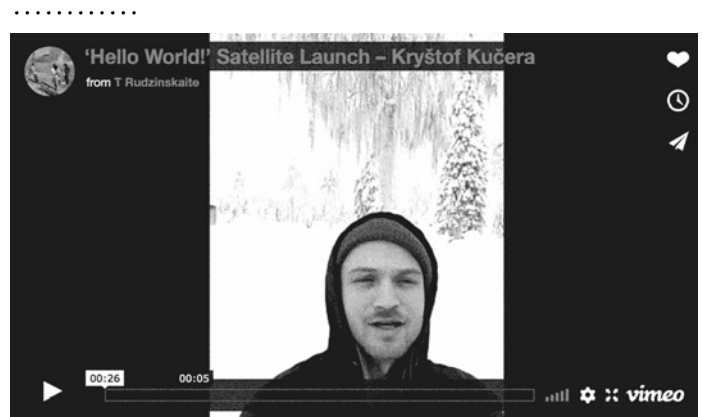 ............
‘Hello World!’ Satellite Launch – Kryštof Kučera
from T Rudzinskaite
00:26 00:05
vimeo